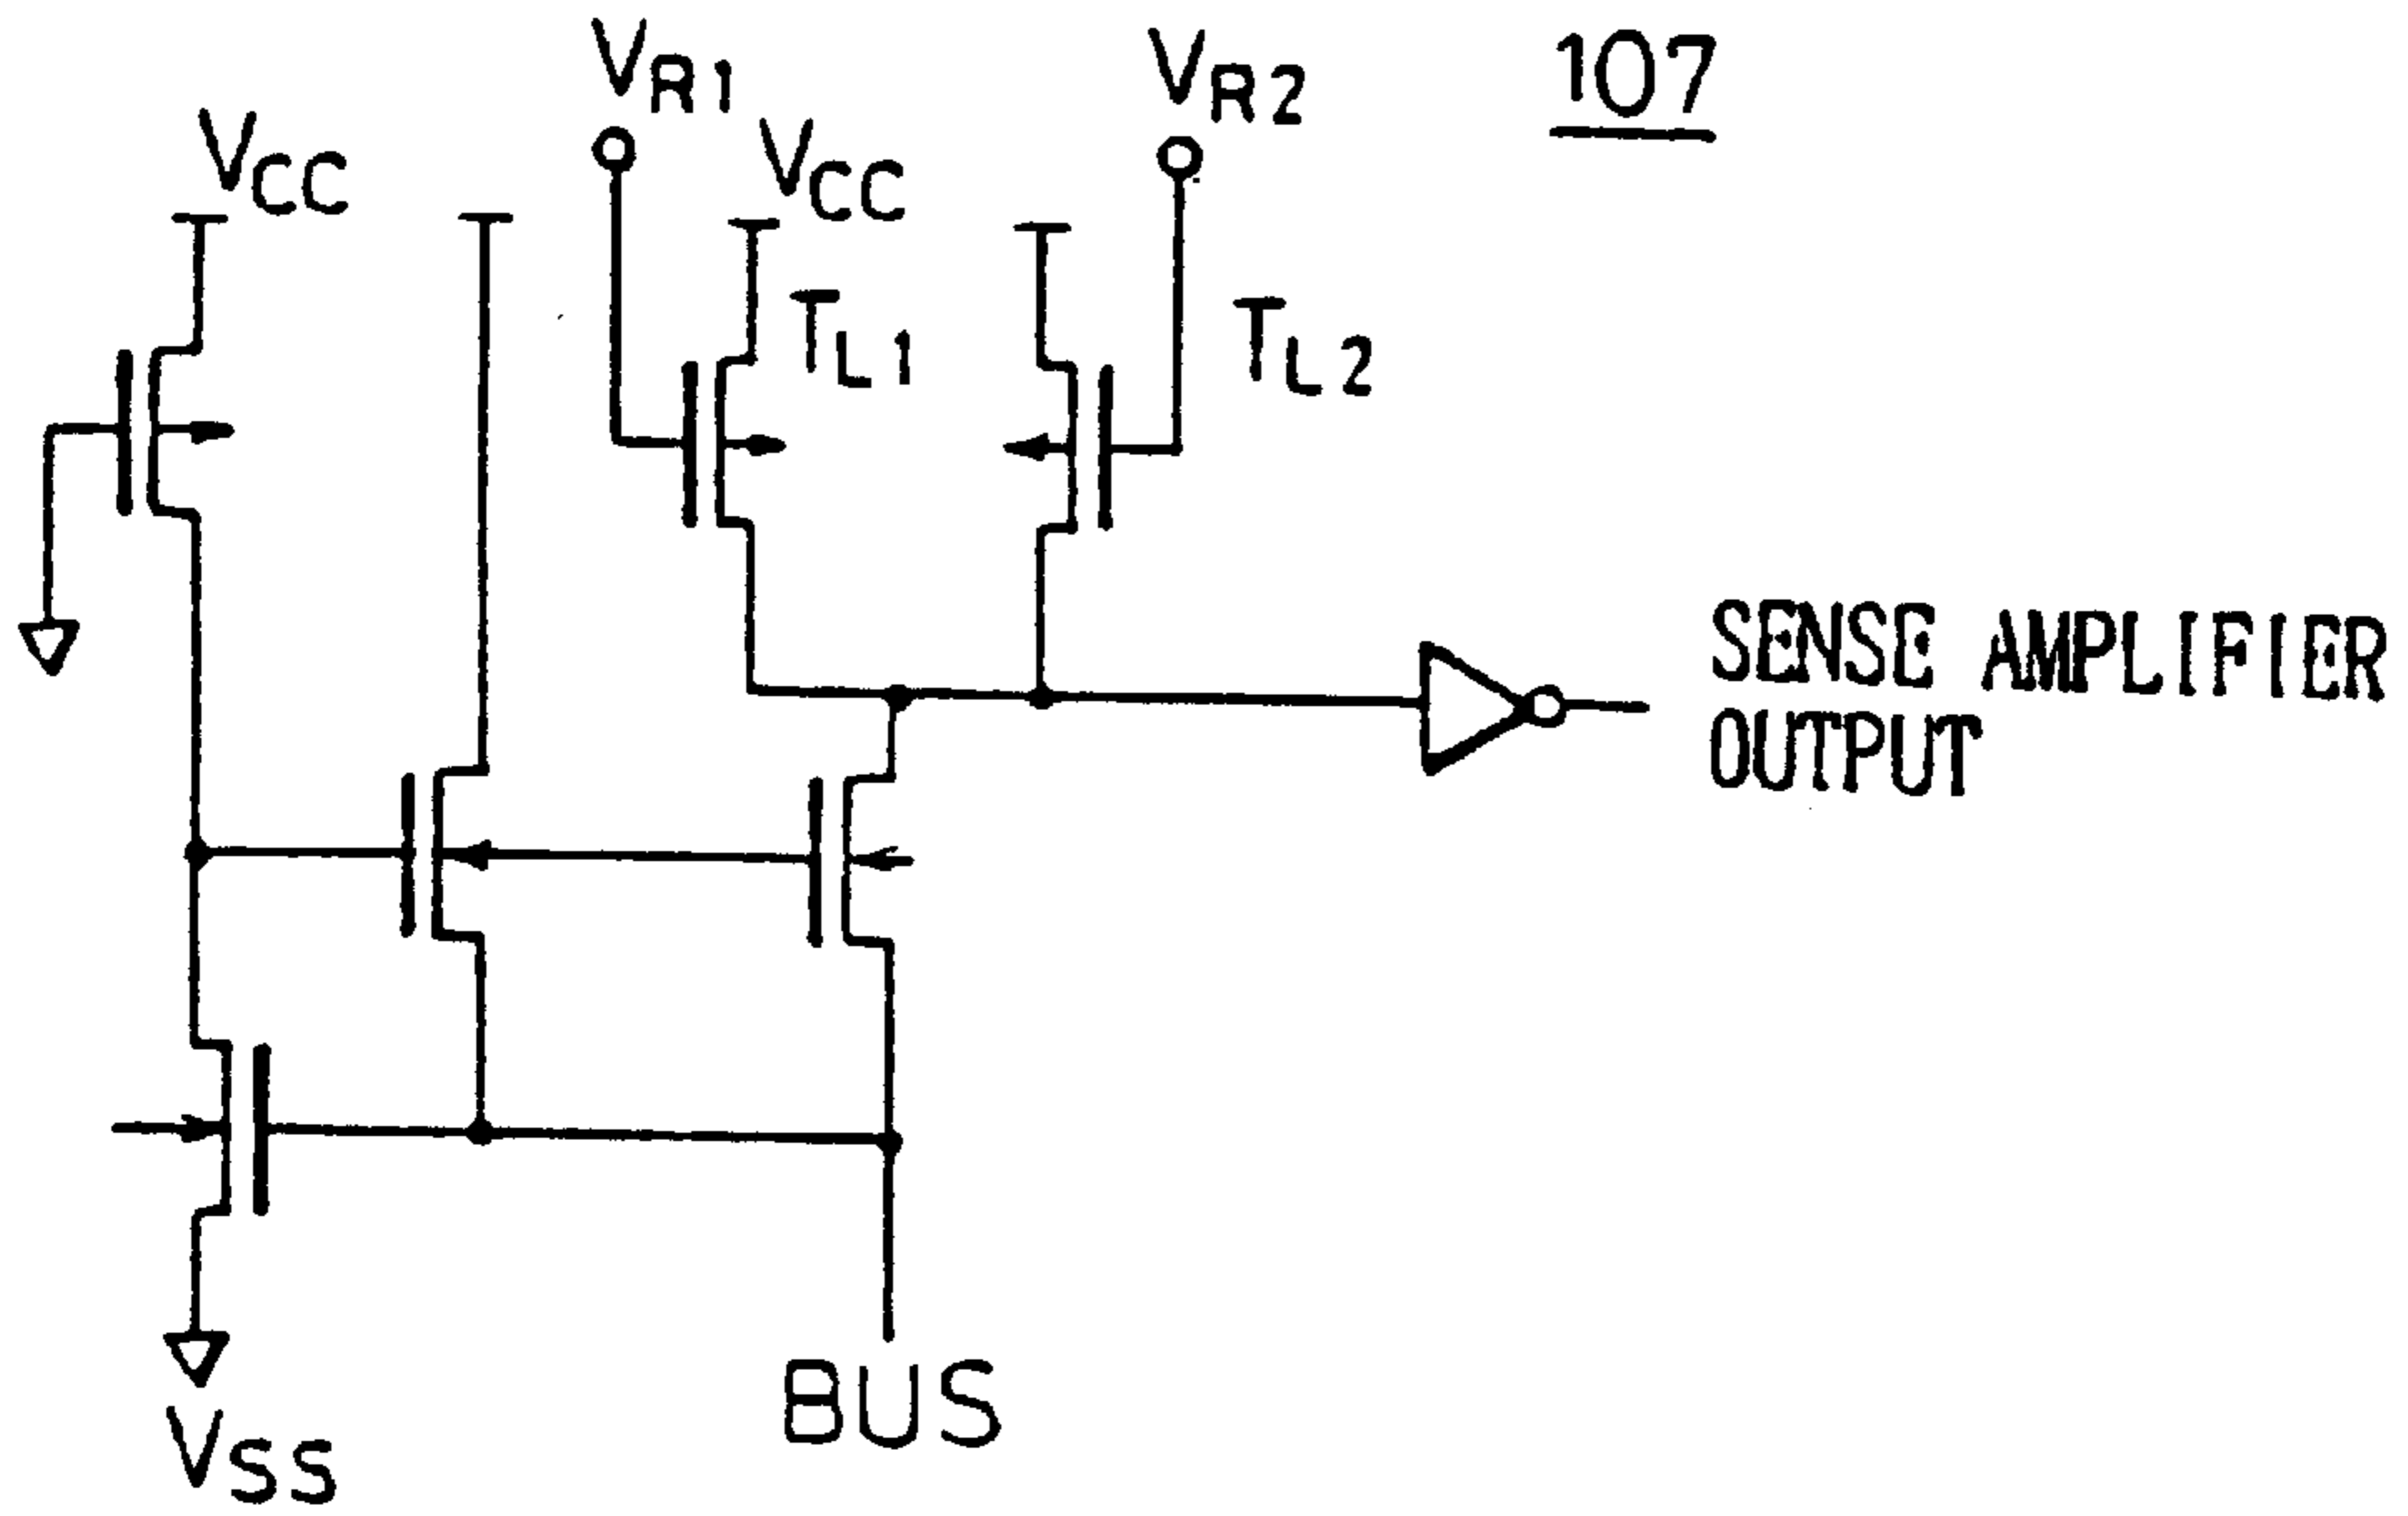 VR1
VR2
107
VCC
VCC
TL1
TL2
SENSE AMPLIFIER
OUTPUT
BUS
VSS